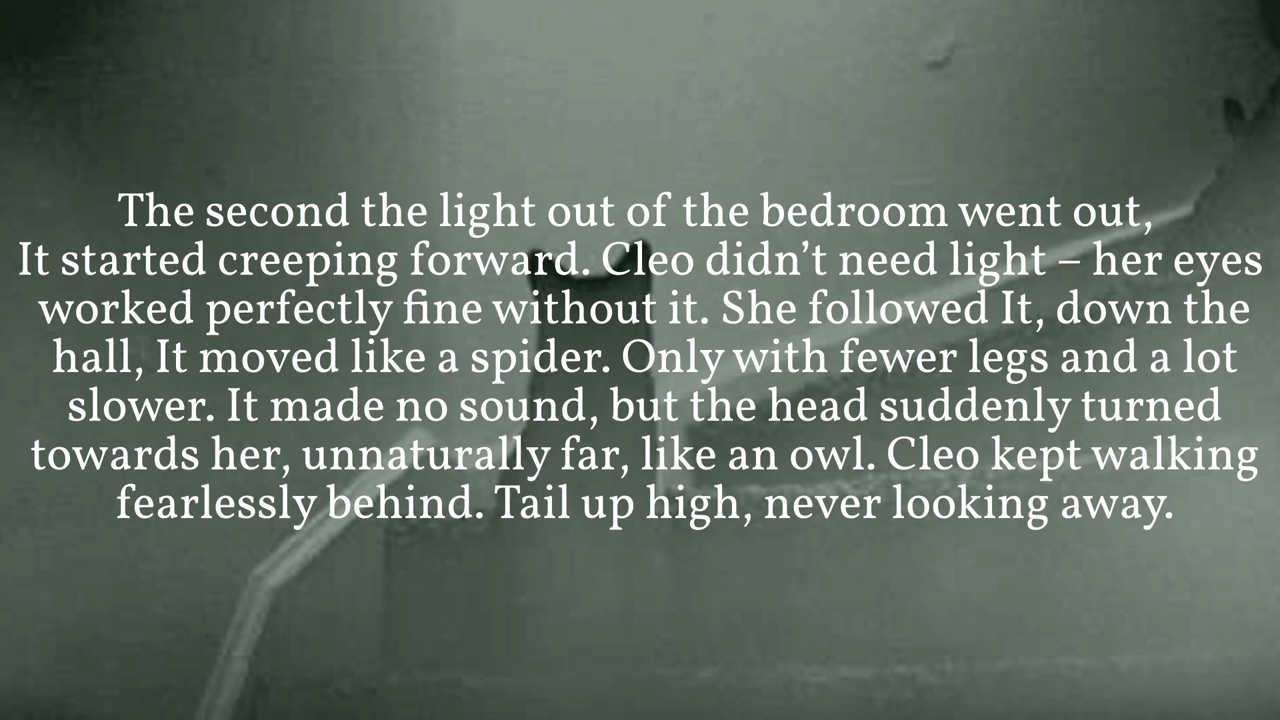 The second the light out of the bedroom went out,
It started creeping forward. Cleo didn’t need light – her eyes
worked perfectly fine without it. She followed It, down the
hall, It moved like a spider. Only with fewer legs and a lot
slower. It made no sound, but the head suddenly turned
towards her, unnaturally far, like an owl. Cleo kept walking
fearlessly behind. Tail up high, never looking away.